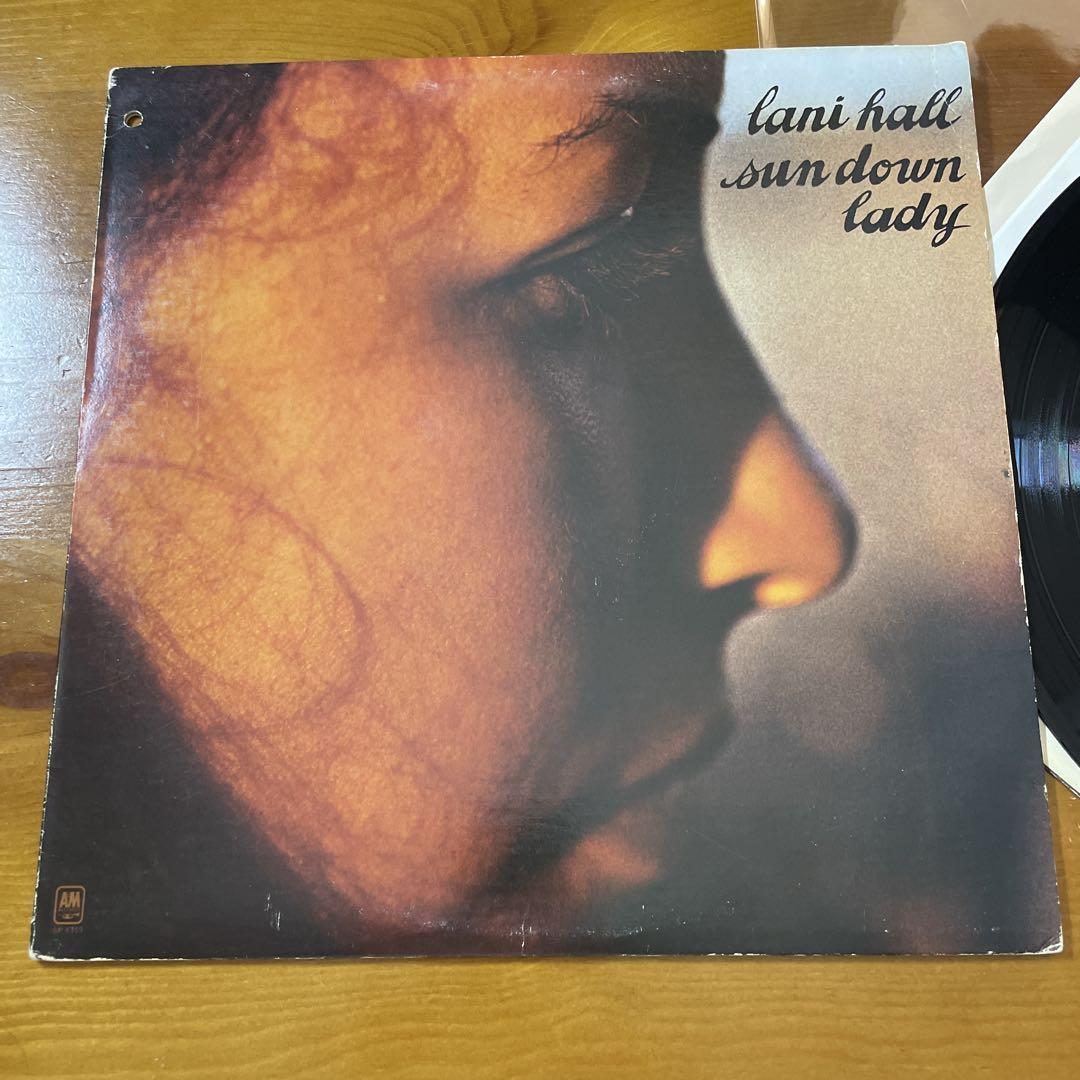 lani hall
sun down
lady
A&M